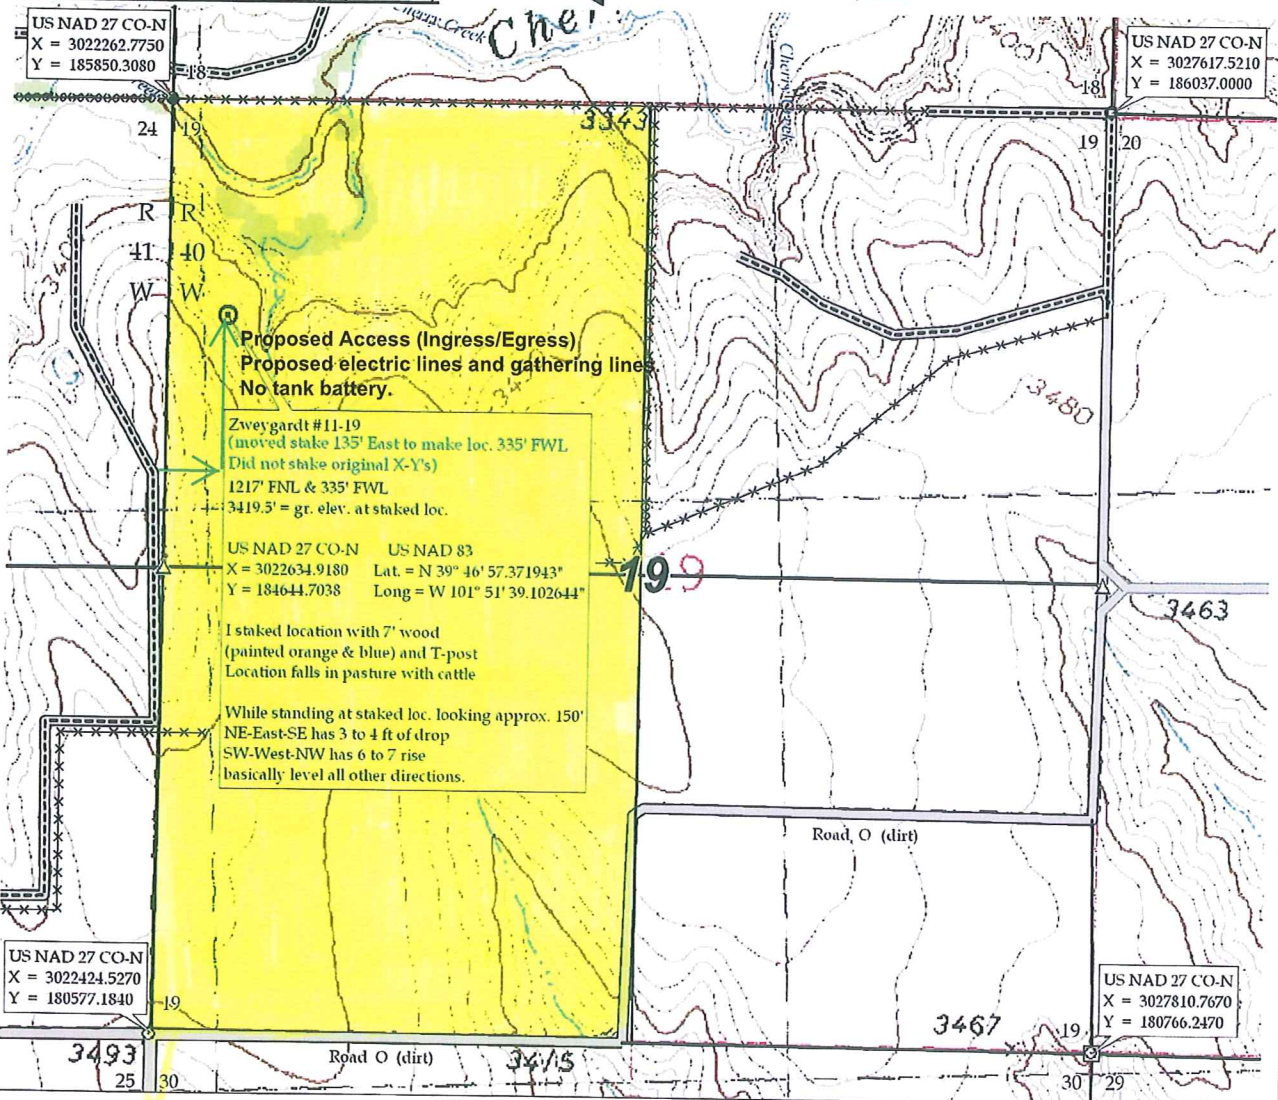 US NAD 27 CO-N
X = 3022262.7750
Y = 185850.3080
Cherry Creek
US NAD 27 CO-N
X = 3027617.5210
Y = 186037.0000
18
18
Cherry Creek
3343
24 19
19 20
R R
41 40
W W
Proposed Access (Ingress/Egress)
Proposed electric lines and gathering lines.
No tank battery.
3480
Zweygardt #11-19
(moved stake 135' East to make loc. 335' FWL
Did not stake original X-Y's)
1217' FNL & 335' FWL
3419.5' = gr. elev. at staked loc.
US NAD 27 CO-N US NAD 83
X = 3022634.9180 Lat. = N 39° 46' 57.371943"
Y = 184644.7038 Long = W 101° 51' 39.102644"
19
3463
I staked location with 7' wood
(painted orange & blue) and T-post
Location falls in pasture with cattle
While standing at staked loc. looking approx. 150'
NE-East-SE has 3 to 4 ft of drop
SW-West-NW has 6 to 7 rise
basically level all other directions.
Road O (dirt)
US NAD 27 CO-N
X = 3022424.5270
Y = 180577.1840
19
US NAD 27 CO-N
X = 3027810.7670
Y = 180766.2470
3467
19
3493
Road O (dirt)
25 30
30 29